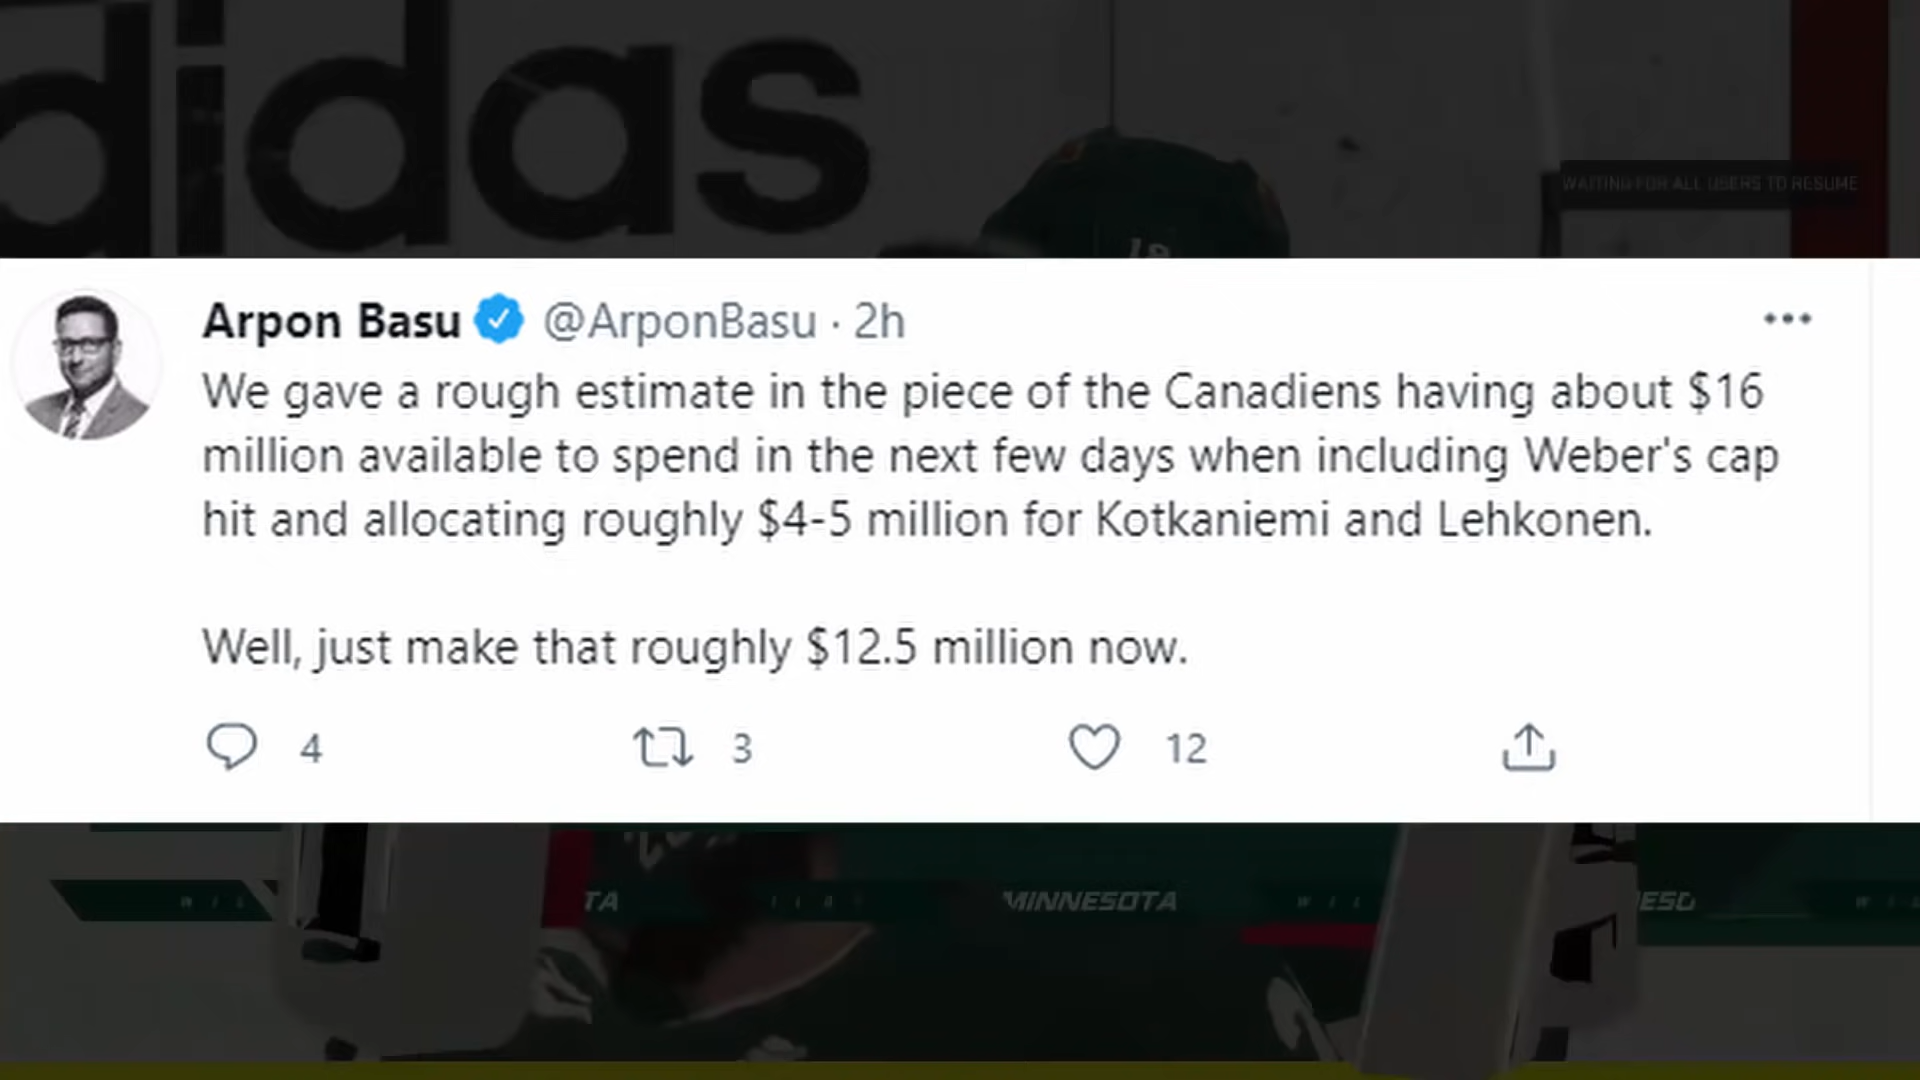 didas
WAITING FOR ALL USERS TO RESUME
Arpon Basu @ArponBasu · 2h
We gave a rough estimate in the piece of the Canadiens having about $16
million available to spend in the next few days when including Weber's cap
hit and allocating roughly $4-5 million for Kotkaniemi and Lehkonen.
Well, just make that roughly $12.5 million now.
4 3 12
TA MINNESOTA